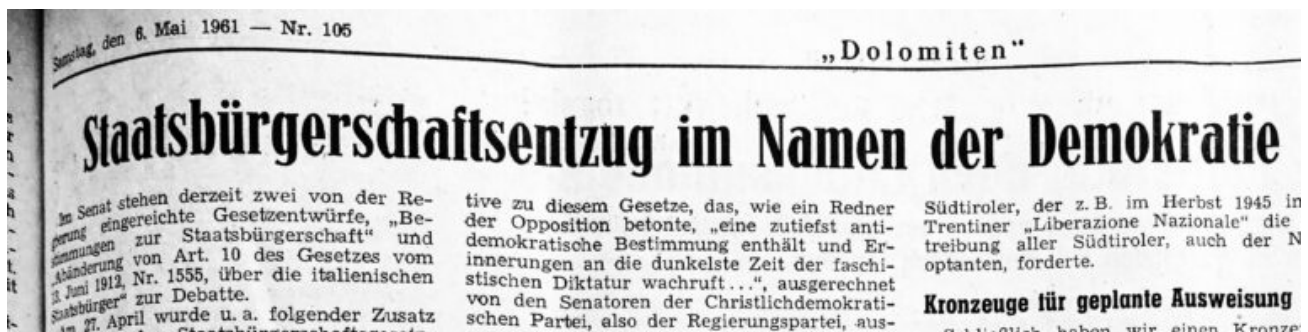 Samstag, den 6. Mai 1961 — Nr. 105
„Dolomiten"
Staatsbürgerschaftsentzug im Namen der Demokratie
Im Senat stehen derzeit zwei von der Re-
gierung eingereichte Gesetzentwürfe, „Be-
stimmungen zur Staatsbürgerschaft" und
„Abänderung von Art. 10 des Gesetzes vom
13. Juni 1912, Nr. 1555, über die italienischen
Staatsbürger" zur Debatte.
Am 27. April wurde u. a. folgender Zusatz
tive zu diesem Gesetze, das, wie ein Redner
der Opposition betonte, „eine zutiefst anti-
demokratische Bestimmung enthält und Er-
innerungen an die dunkelste Zeit der faschi-
stischen Diktatur wachruft...", ausgerechnet
von den Senatoren der Christlichdemokrati-
schen Partei, also der Regierungspartei, aus-
Südtiroler, der z. B. im Herbst 1945 in
Trentiner „Liberazione Nazionale" die
treibung aller Südtiroler, auch der N
optanten, forderte.
Kronzeuge für geplante Ausweisung